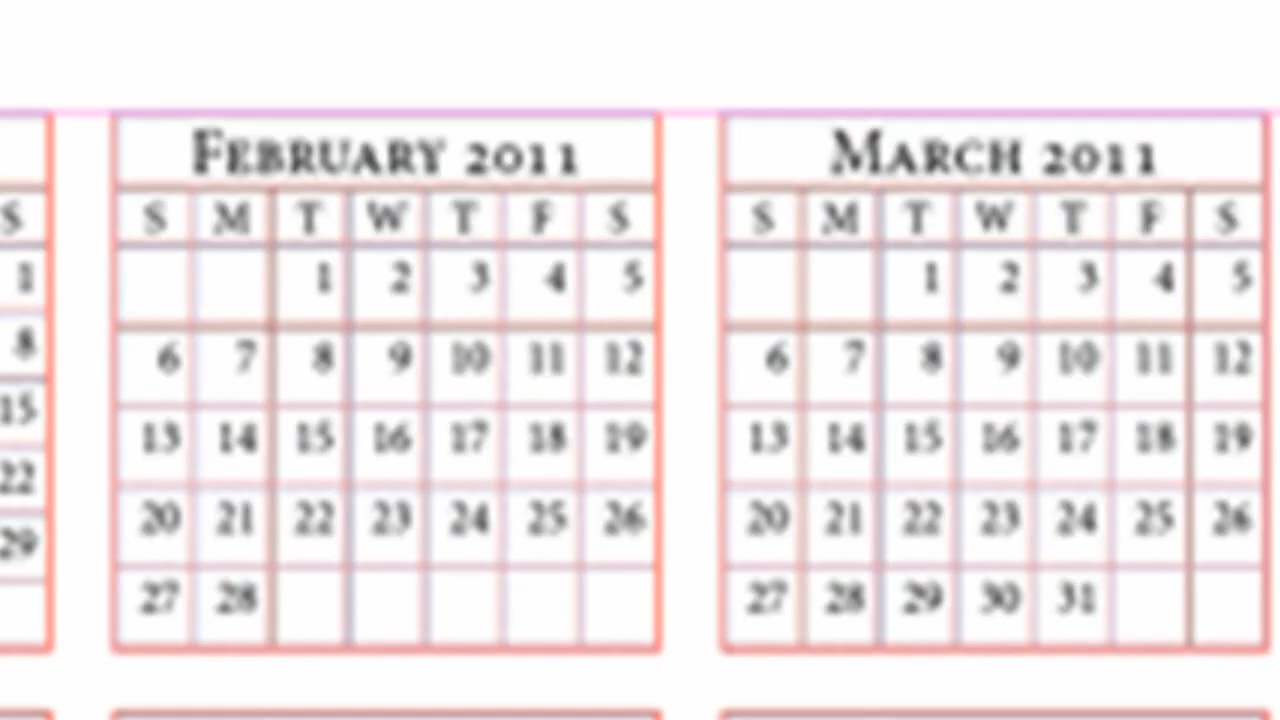 S
1
8
15
22
29
February 2011
S M T W T F S
1 2 3 4 5
6 7 8 9 10 11 12
13 14 15 16 17 18 19
20 21 22 23 24 25 26
27 28
March 2011
S M T W T F S
1 2 3 4 5
6 7 8 9 10 11 12
13 14 15 16 17 18 19
20 21 22 23 24 25 26
27 28 29 30 31